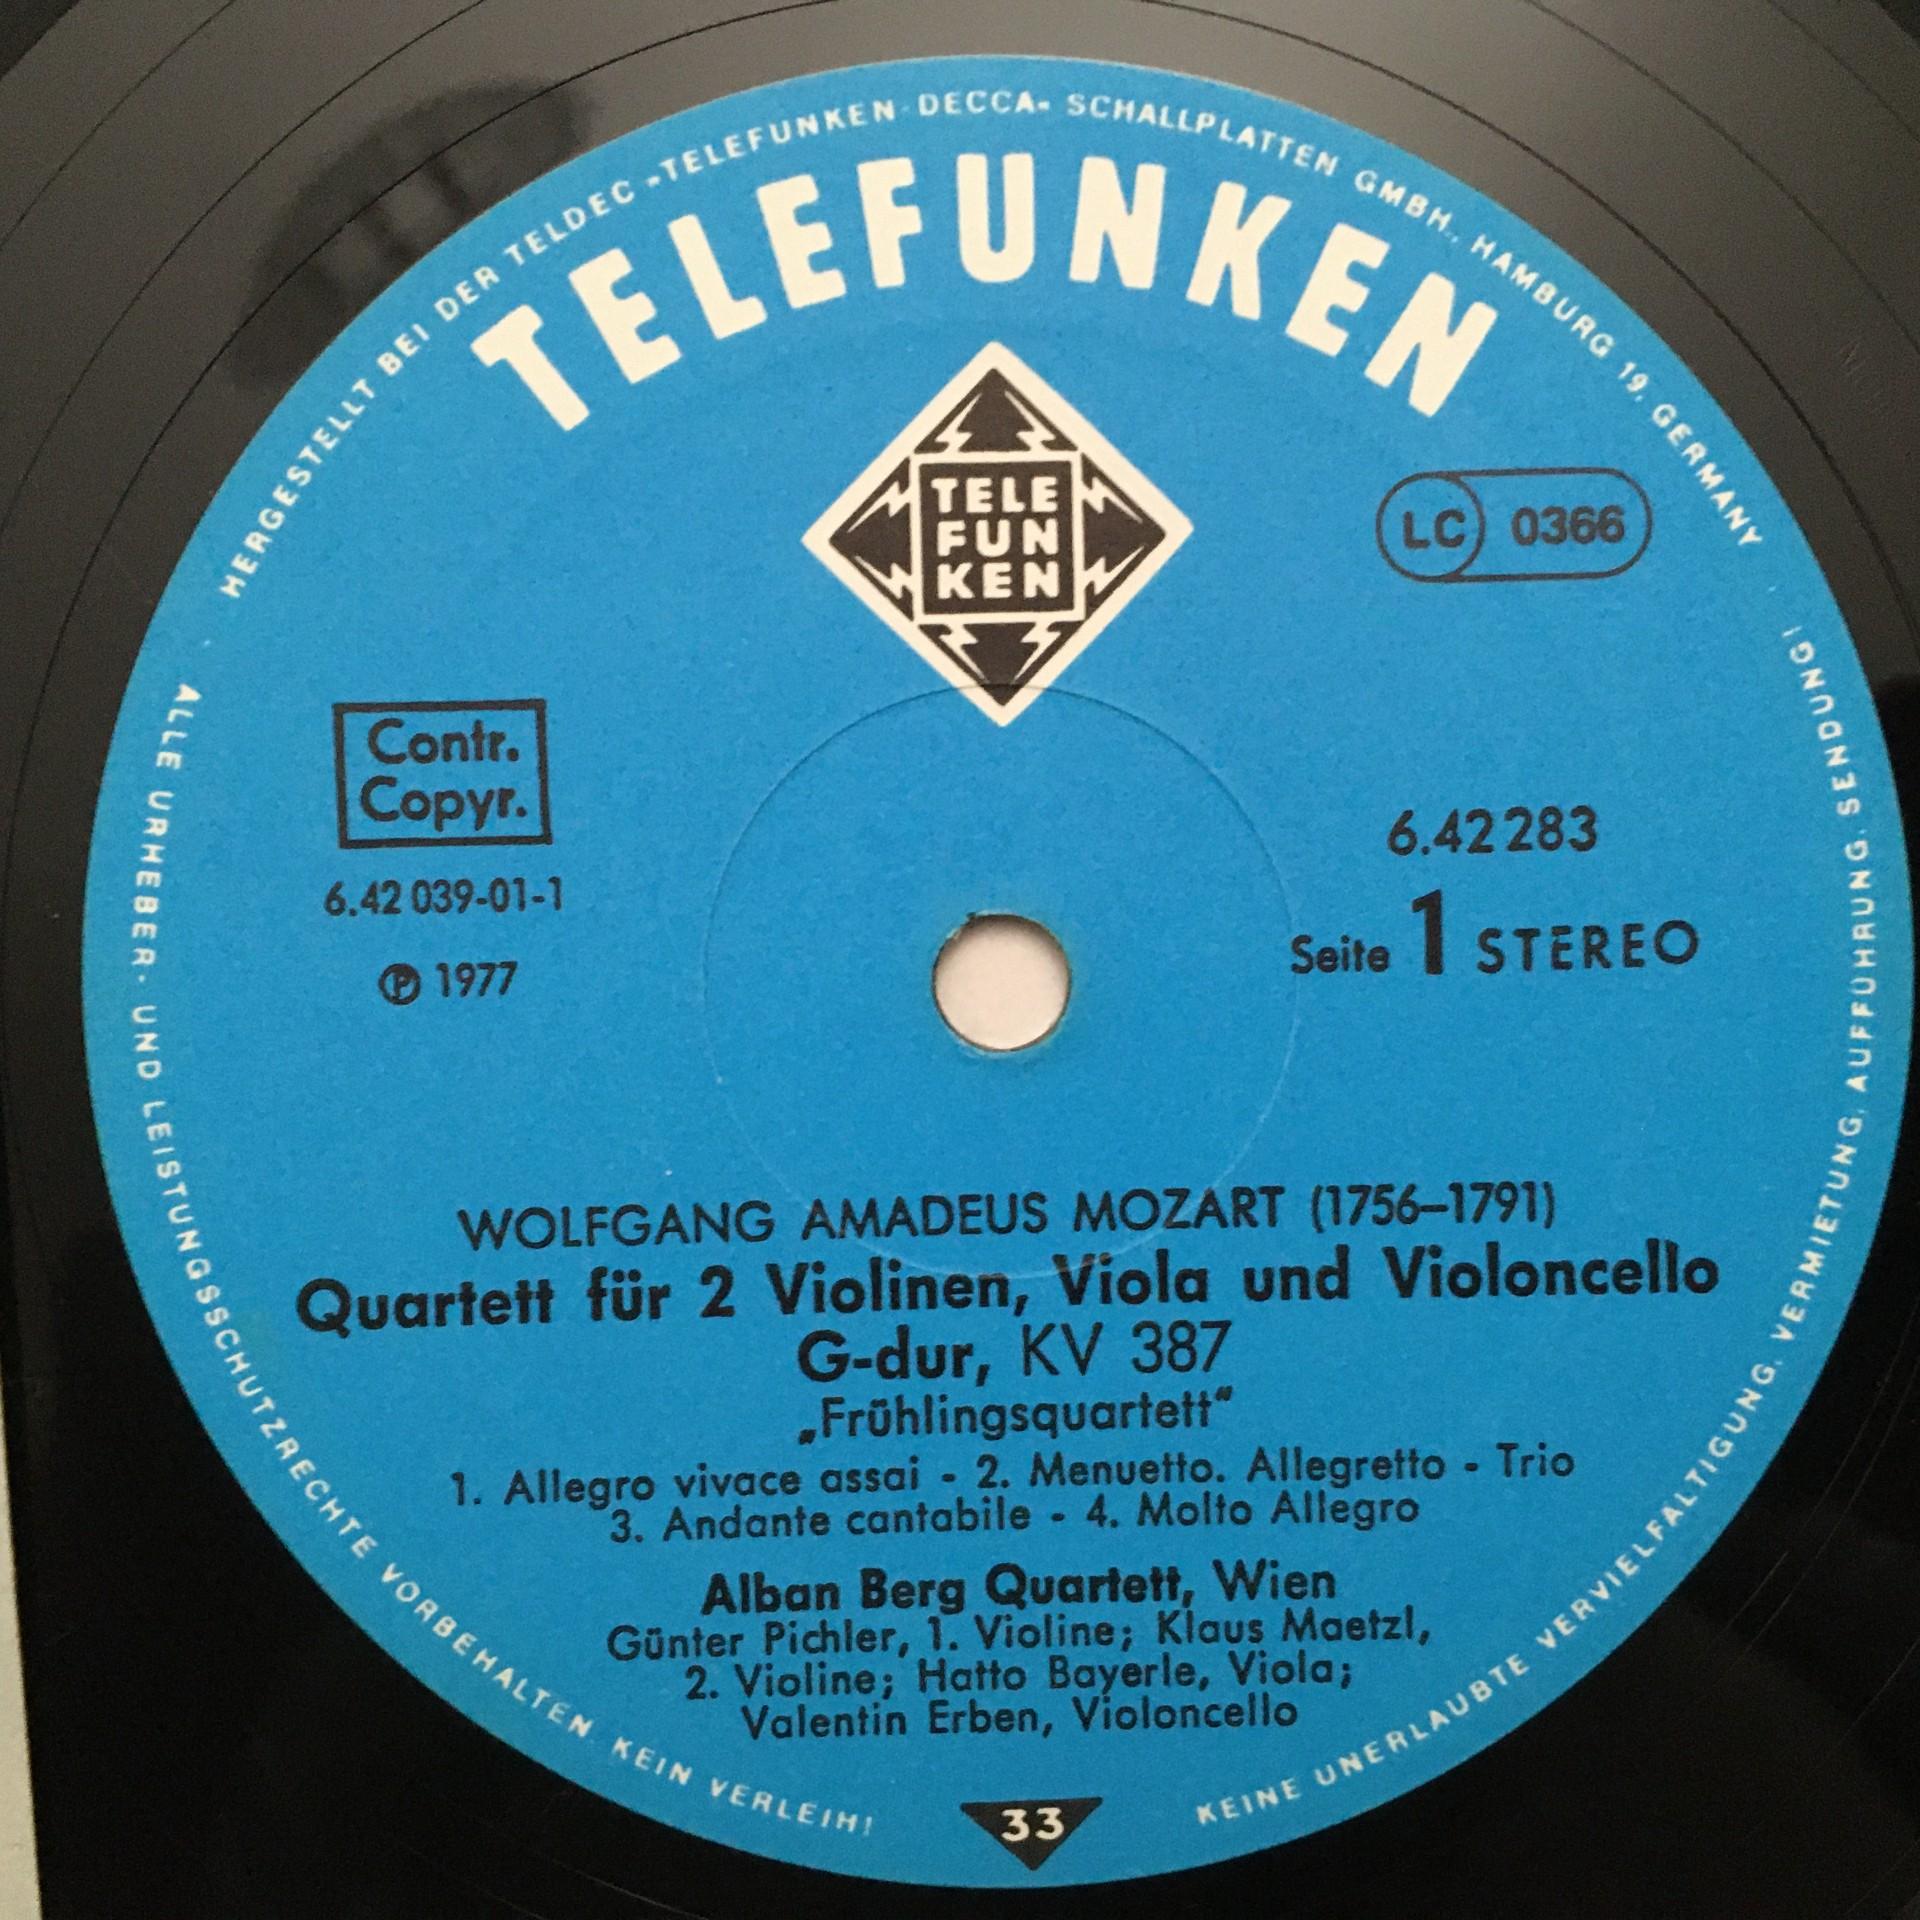 HERGESTELLT BEI DER TELDEC »TELEFUNKEN-DECCA« SCHALLPLATTEN GMBH., HAMBURG 19, GERMANY
TELEFUNKEN
TELE
FUN
KEN
LC 0366
Contr.
Copyr.
6.42283
6.42 039-01-1
Seite 1 STEREO
Ⓟ 1977
WOLFGANG AMADEUS MOZART (1756–1791)
Quartett für 2 Violinen, Viola und Violoncello
G-dur, KV 387
„Frühlingsquartett“
1. Allegro vivace assai - 2. Menuetto. Allegretto - Trio
3. Andante cantabile - 4. Molto Allegro
Alban Berg Quartett, Wien
Günter Pichler, 1. Violine; Klaus Maetzl,
2. Violine; Hatto Bayerle, Viola;
Valentin Erben, Violoncello
33
ALLE URHEBER- UND LEISTUNGSSCHUTZRECHTE VORBEHALTEN. KEIN VERLEIH!
KEINE UNERLAUBTE VERVIELFÄLTIGUNG, VERMIETUNG, AUFFÜHRUNG, SENDUNG!